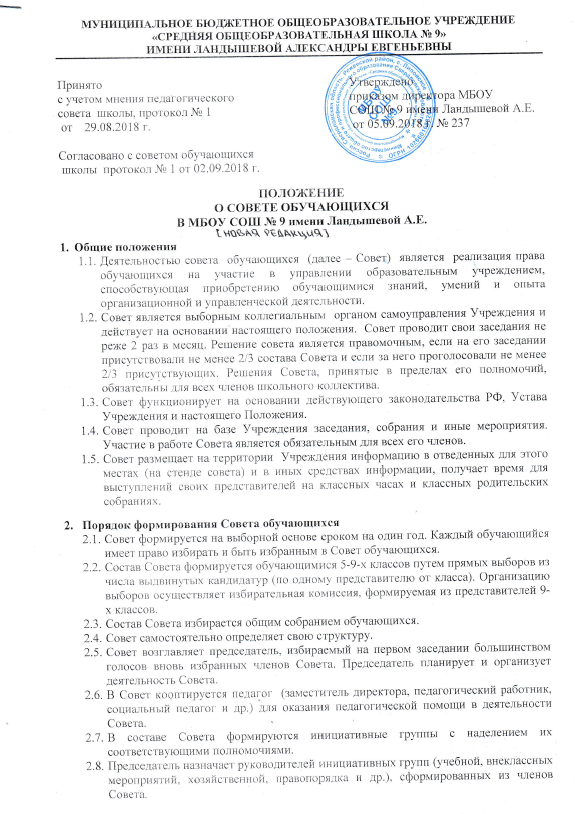 МУНИЦИПАЛЬНОЕ БЮДЖЕТНОЕ ОБЩЕОБРАЗОВАТЕЛЬНОЕ УЧРЕЖДЕНИЕ
«СРЕДНЯЯ ОБЩЕОБРАЗОВАТЕЛЬНАЯ ШКОЛА № 9»
ИМЕНИ ЛАНДЫШЕВОЙ АЛЕКСАНДРЫ ЕВГЕНЬЕВНЫ
Принято
с учетом мнения педагогического
совета школы, протокол № 1
от 29.08.2018 г.
Утверждено
приказом директора МБОУ
СОШ № 9 имени Ландышевой А.Е.
от 05.09.2018 г. № 237
МБОУ
СОШ
№9
Согласовано с советом обучающихся
школы протокол № 1 от 02.09.2018 г.
ПОЛОЖЕНИЕ
О СОВЕТЕ ОБУЧАЮЩИХСЯ
В МБОУ СОШ № 9 имени Ландышевой А.Е.
[НОВАЯ РЕДАКЦИЯ]
1. Общие положения
1.1. Деятельностью совета обучающихся (далее – Совет) является реализация права
обучающихся на участие в управлении образовательным учреждением,
способствующая приобретению обучающимися знаний, умений и опыта
организационной и управленческой деятельности.
1.2. Совет является выборным коллегиальным органом самоуправления Учреждения и
действует на основании настоящего положения. Совет проводит свои заседания не
реже 2 раз в месяц. Решение совета является правомочным, если на его заседании
присутствовали не менее 2/3 состава Совета и если за него проголосовали не менее
2/3 присутствующих. Решения Совета, принятые в пределах его полномочий,
обязательны для всех членов школьного коллектива.
1.3. Совет функционирует на основании действующего законодательства РФ, Устава
Учреждения и настоящего Положения.
1.4. Совет проводит на базе Учреждения заседания, собрания и иные мероприятия.
Участие в работе Совета является обязательным для всех его членов.
1.5. Совет размещает на территории Учреждения информацию в отведенных для этого
местах (на стенде совета) и в иных средствах информации, получает время для
выступлений своих представителей на классных часах и классных родительских
собраниях.
2. Порядок формирования Совета обучающихся
2.1. Совет формируется на выборной основе сроком на один год. Каждый обучающийся
имеет право избирать и быть избранным в Совет обучающихся.
2.2. Состав Совета формируется обучающимися 5-9-х классов путем прямых выборов из
числа выдвинутых кандидатур (по одному представителю от класса). Организацию
выборов осуществляет избирательная комиссия, формируемая из представителей 9-
х классов.
2.3. Состав Совета избирается общим собранием обучающихся.
2.4. Совет самостоятельно определяет свою структуру.
2.5. Совет возглавляет председатель, избираемый на первом заседании большинством
голосов вновь избранных членов Совета. Председатель планирует и организует
деятельность Совета.
2.6. В Совет кооптируется педагог (заместитель директора, педагогический работник,
социальный педагог и др.) для оказания педагогической помощи в деятельности
Совета.
2.7. В составе Совета формируются инициативные группы с наделением их
соответствующими полномочиями.
2.8. Председатель назначает руководителей инициативных групп (учебной, внеклассных
мероприятий, хозяйственной, правопорядка и др.), сформированных из членов
Совета.